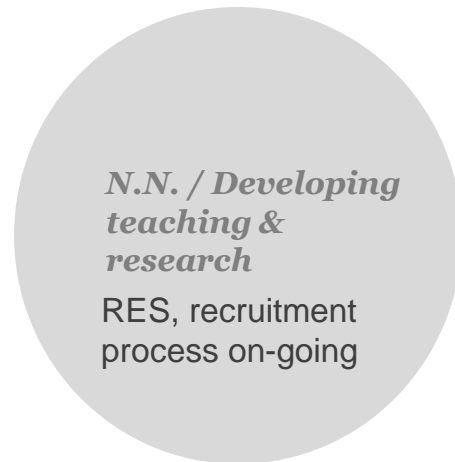 N.N. / Developing
teaching &
research
RES, recruitment
process on-going